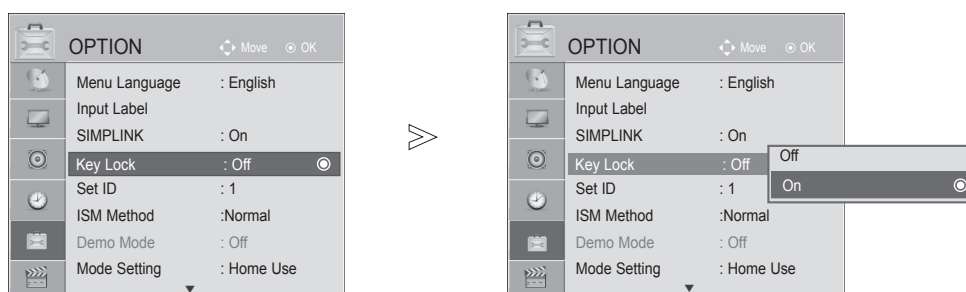 OPTION Move OK
Menu Language : English
Input Label
SIMPLINK : On
Key Lock : Off
Set ID : 1
ISM Method :Normal
Demo Mode : Off
Mode Setting : Home Use
OPTION Move OK
Menu Language : English
Input Label
SIMPLINK : On
Key Lock : Off
Set ID : 1
ISM Method :Normal
Demo Mode : Off
Mode Setting : Home Use
Off
On